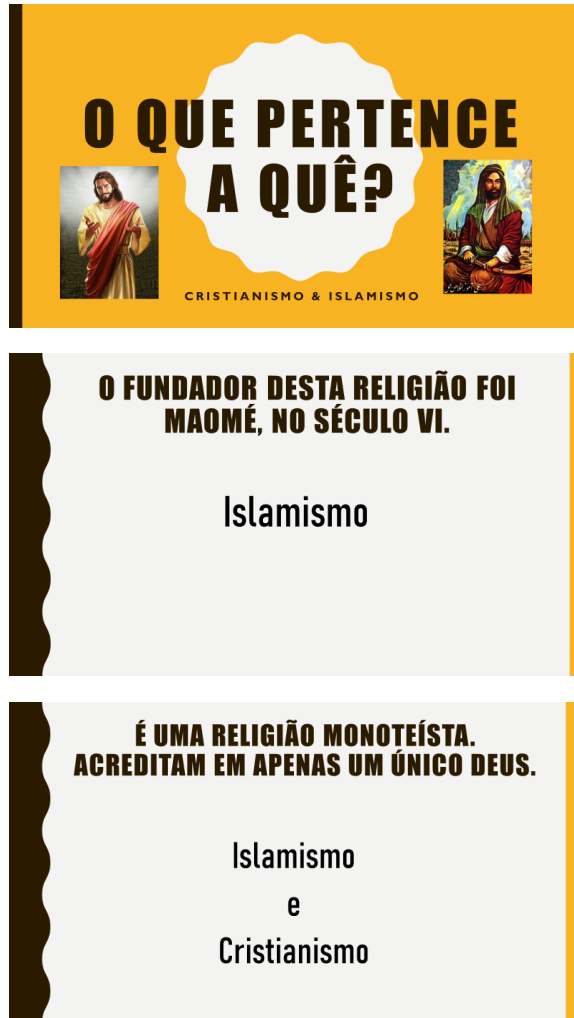 O QUE PERTENCE
A QUÊ?
CRISTIANISMO & ISLAMISMO
O FUNDADOR DESTA RELIGIÃO FOI
MAOMÉ, NO SÉCULO VI.
Islamismo
É UMA RELIGIÃO MONOTEÍSTA.
ACREDITAM EM APENAS UM ÚNICO DEUS.
Islamismo
e
Cristianismo